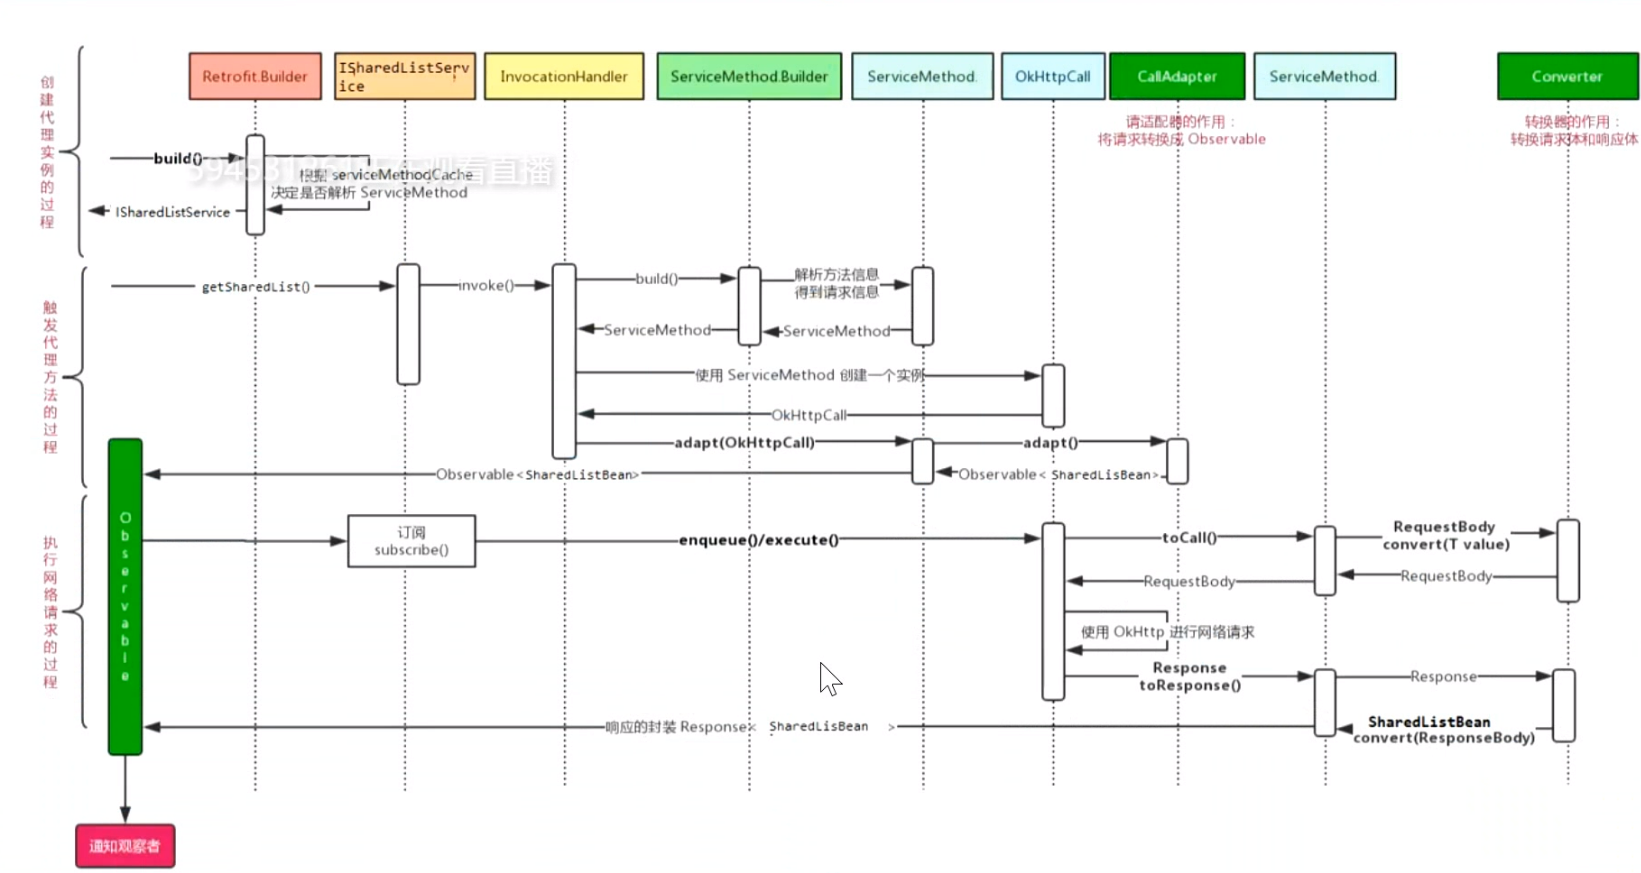 Retrofit.Builder
ISharedListServ
ice
InvocationHandler
ServiceMethod.Builder
ServiceMethod.
OkHttpCall
CallAdapter
ServiceMethod.
Converter
请适配器的作用：
将请求转换成 Observable
转换器的作用：
转换请求体和响应体
创建代理实例的过程
build()
观看直播
根据 serviceMethodCache
决定是否解析 ServiceMethod
ISharedListService
触发代理方法的过程
getSharedList()
invoke()
build()
解析方法信息
得到请求信息
ServiceMethod
ServiceMethod
使用 ServiceMethod 创建一个实例
OkHttpCall
adapt(OkHttpCall)
adapt()
Observable<SharedListBean>
Observable< SharedLisBean>
执行网络请求的过程
Observable
订阅
subscribe()
enqueue()/execute()
toCall()
RequestBody
convert(T value)
RequestBody
RequestBody
使用 OkHttp 进行网络请求
Response
toResponse()
Response
响应的封装 Response< SharedLisBean >
SharedListBean
convert(ResponseBody)
通知观察者